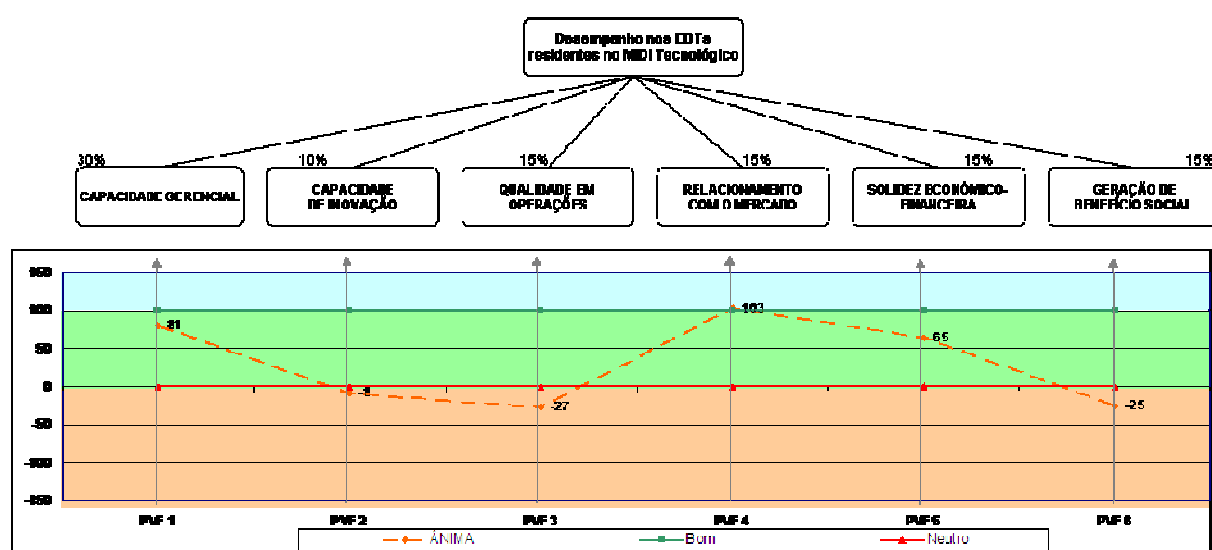 Desempenho nas EBTs
residentes no MIDI Tecnológico
30%
10%
15%
15%
15%
15%
CAPACIDADE GERENCIAL
CAPACIDADE
DE INOVAÇÃO
QUALIDADE EM
OPERAÇÕES
RELACIONAMENTO
COM O MERCADO
SOLIDEZ ECONÔMICO-
FINANCEIRA
GERAÇÃO DE
BENEFÍCIO SOCIAL
150
100
50
0
-50
-100
-150
81
-27
103
65
-25
PVF 1
PVF 2
PVF 3
PVF 4
PVF 5
PVF 6
ÂNIMA
Bom
Neutro